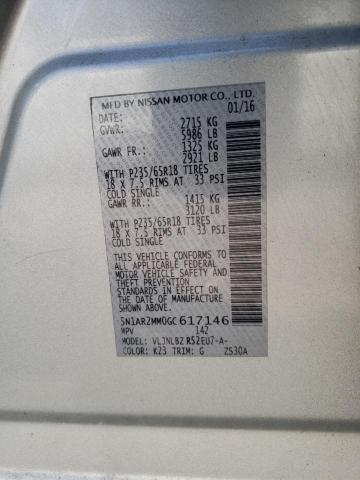 MFD BY NISSAN MOTOR CO., LTD.
DATE: 01/16
GVWR: 2715 KG
5986 LB
GAWR FR.: 1325 KG
2921 LB
WITH P235/65R18 TIRES
18 X 7.5 RIMS AT 33 PSI
COLD SINGLE
GAWR RR.: 1415 KG
3120 LB
WITH P235/65R18 TIRES
18 X 7.5 RIMS AT 33 PSI
COLD SINGLE
THIS VEHICLE CONFORMS TO
ALL APPLICABLE FEDERAL
MOTOR VEHICLE SAFETY
AND THEFT PREVENTION
STANDARDS IN EFFECT ON
THE DATE OF MANUFACTURE
SHOWN ABOVE.
5N1AR2MM0GC617146
MPV 142
MODEL: VLJNLBZ R52EU7-A-
COLOR: K23 TRIM: G ZS30A